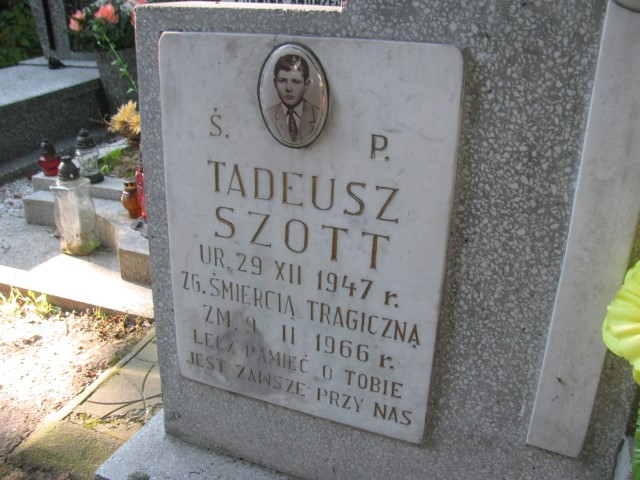 Ś. P.
TADEUSZ
SZOTT
UR. 29 XII 1947 r.
ZG. ŚMIERCIĄ TRAGICZNĄ
ZM. 9 II 1966 r.
LECZ PAMIĘĆ O TOBIE
JEST ZAWSZE PRZY NAS